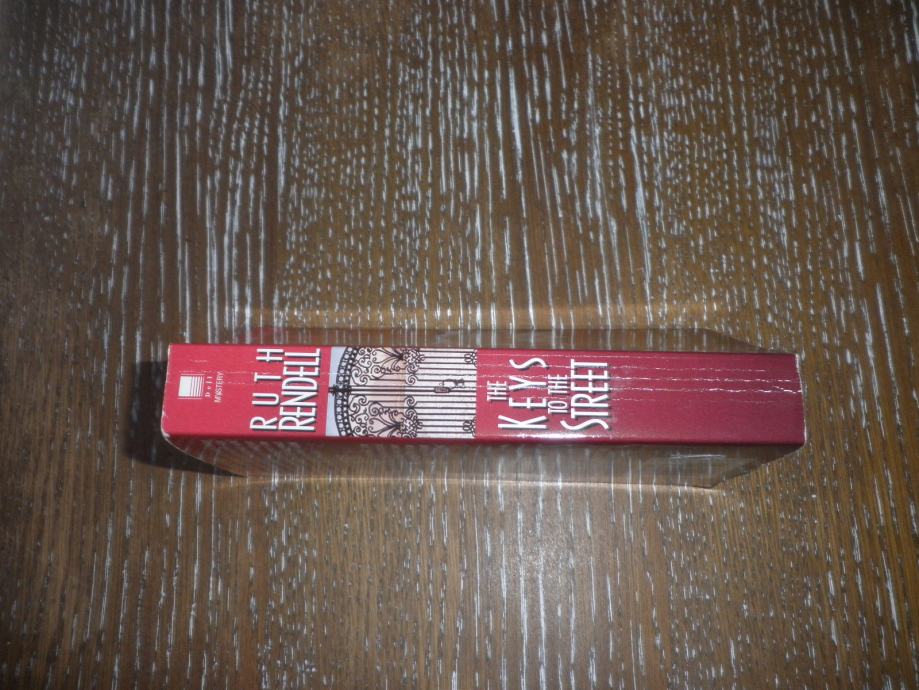 Dell
MYSTERY
RUTH
RENDELL
THE
KEYS
TO THE
STREET